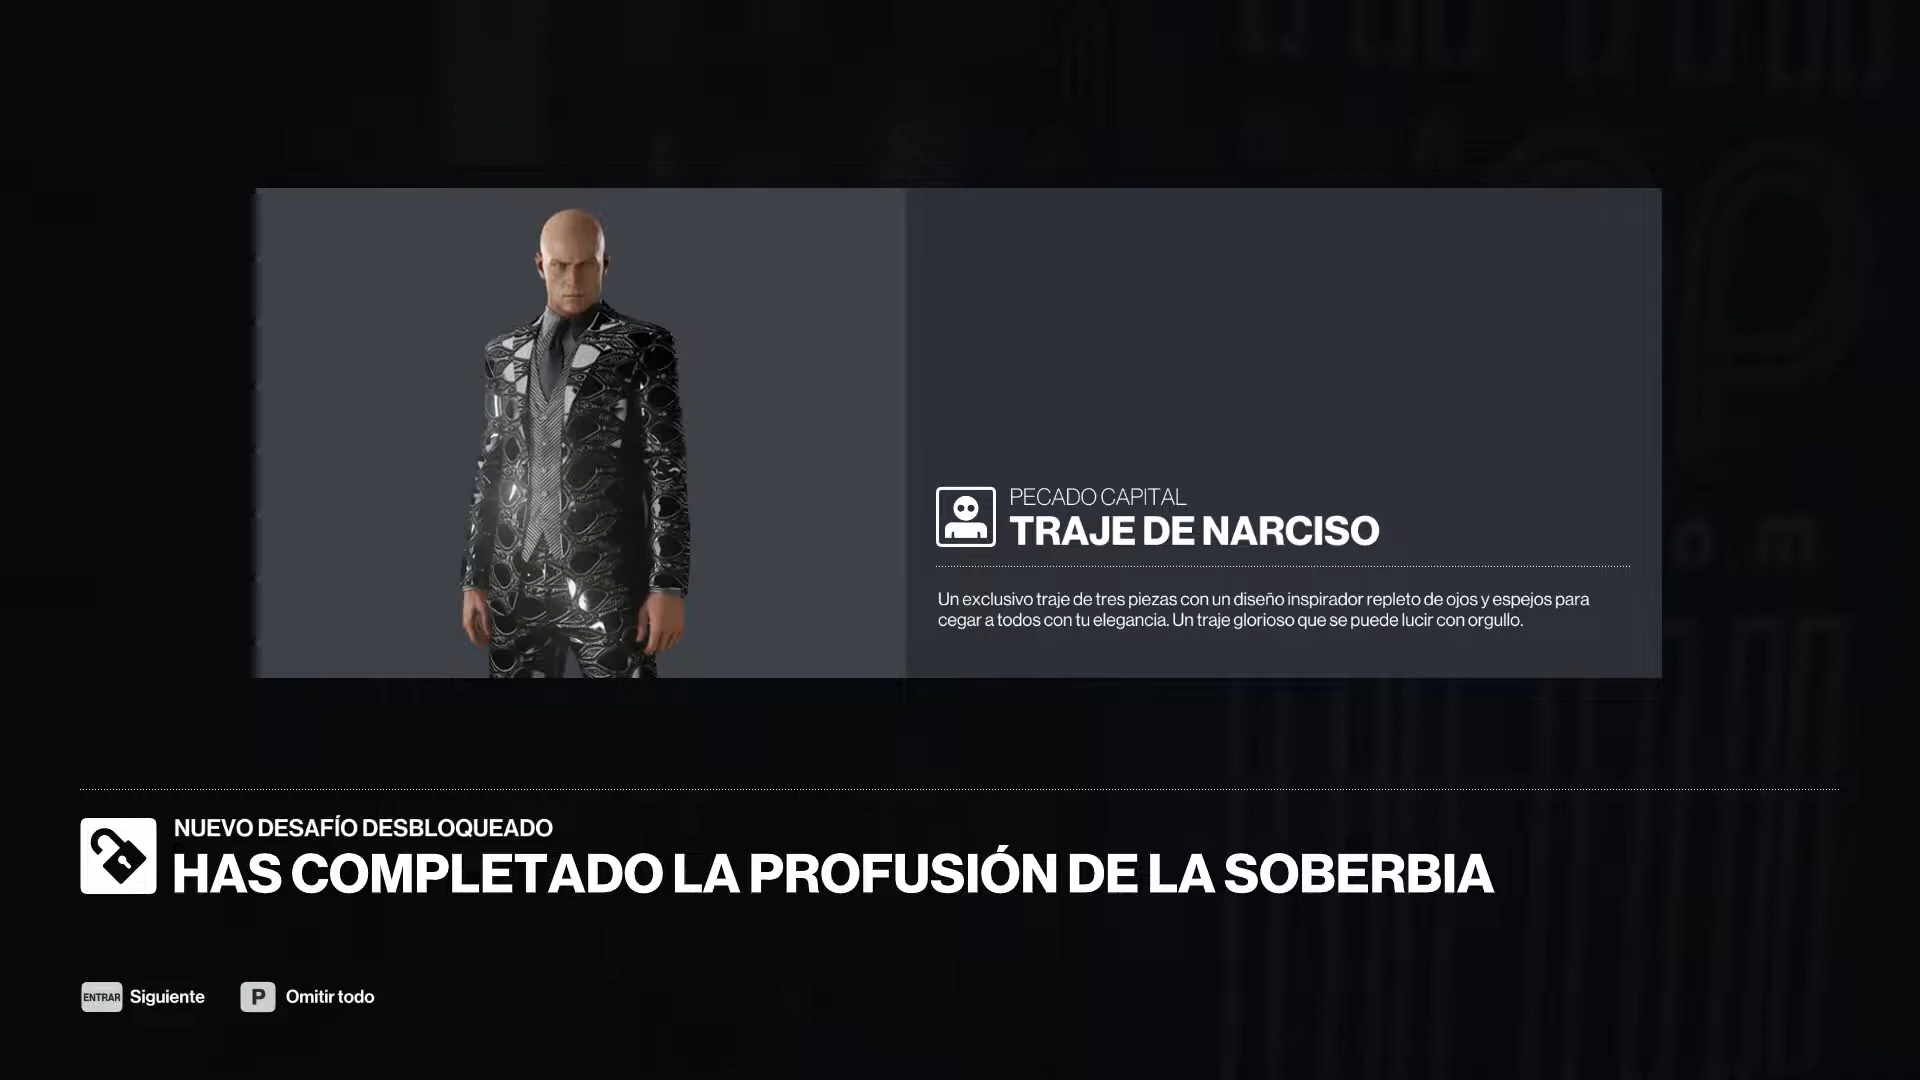 PECADO CAPITAL
TRAJE DE NARCISO
Un exclusivo traje de tres piezas con un diseño inspirador repleto de ojos y espejos para
cegar a todos con tu elegancia. Un traje glorioso que se puede lucir con orgullo.
NUEVO DESAFÍO DESBLOQUEADO
HAS COMPLETADO LA PROFUSIÓN DE LA SOBERBIA
ENTRAR Siguiente P Omitir todo